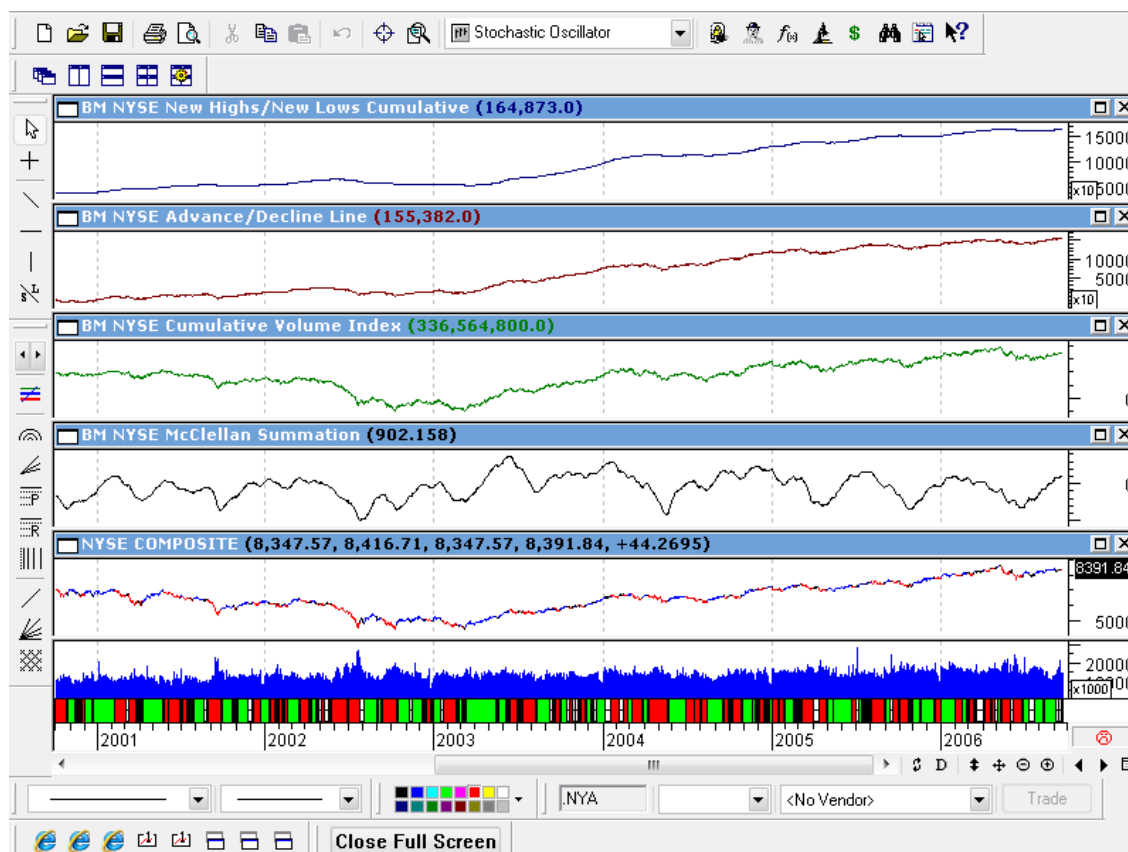 Stochastic Oscillator
BM NYSE New Highs/New Lows Cumulative (164,873.0)
15000
10000
x10 5000
BM NYSE Advance/Decline Line (155,382.0)
10000
5000
x10
BM NYSE Cumulative Volume Index (336,564,800.0)
0
BM NYSE McClellan Summation (902.158)
0
NYSE COMPOSITE (8,347.57, 8,416.71, 8,347.57, 8,391.84, +44.2695)
8391.84
5000
20000
x1000
2001 2002 2003 2004 2005 2006
D
.NYA <No Vendor> Trade
Close Full Screen